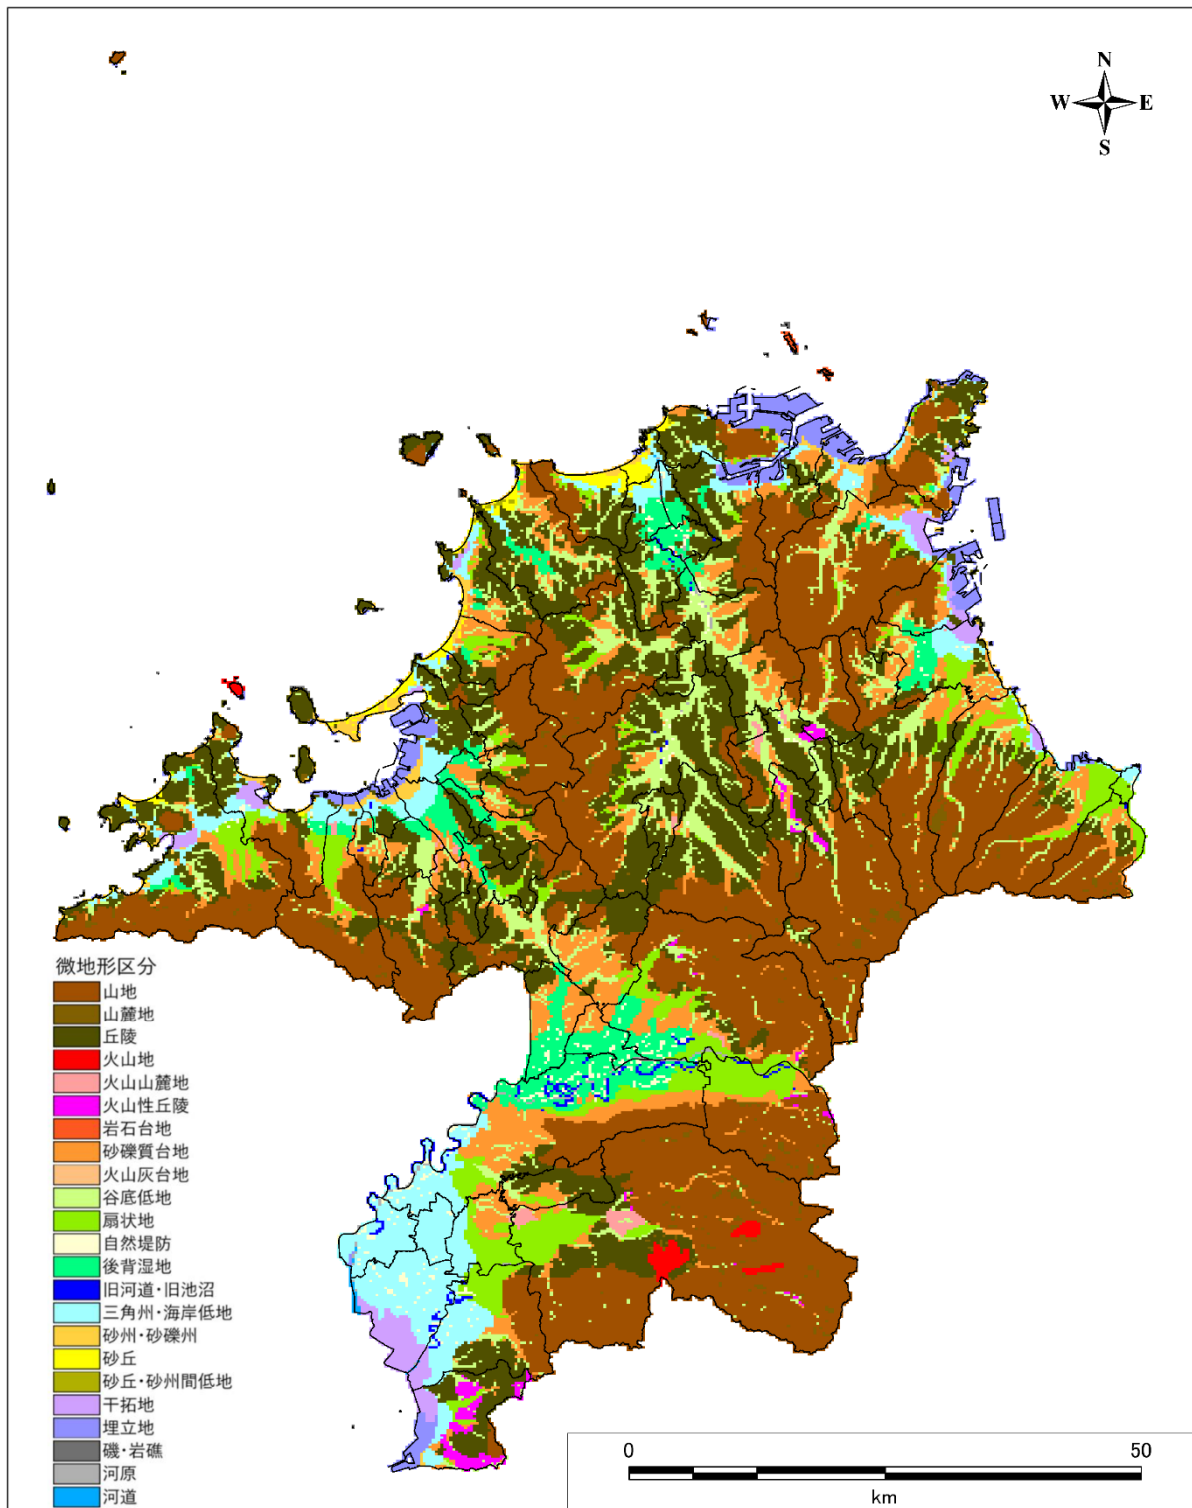 N
W E
S
微地形区分
山地
山麓地
丘陵
火山地
火山山麓地
火山性丘陵
岩石台地
砂礫質台地
火山灰台地
谷底低地
扇状地
自然堤防
後背湿地
旧河道・旧池沼
三角州・海岸低地
砂州・砂礫州
砂丘
砂丘・砂州間低地
干拓地
埋立地
磯・岩礁
河原
河道
0 50
km